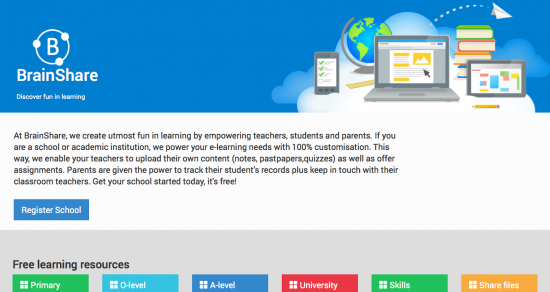 B
BrainShare
Discover fun in learning
At BrainShare, we create utmost fun in learning by empowering teachers, students and parents. If you
are a school or academic institution, we power your e-learning needs with 100% customisation. This
way, we enable your teachers to upload their own content (notes, pastpapers,quizzes) as well as offer
assignments. Parents are given the power to track their student's records plus keep in touch with their
classroom teachers. Get your school started today, it's free!
Register School
Free learning resources
Primary
O-level
A-level
University
Skills
Share files